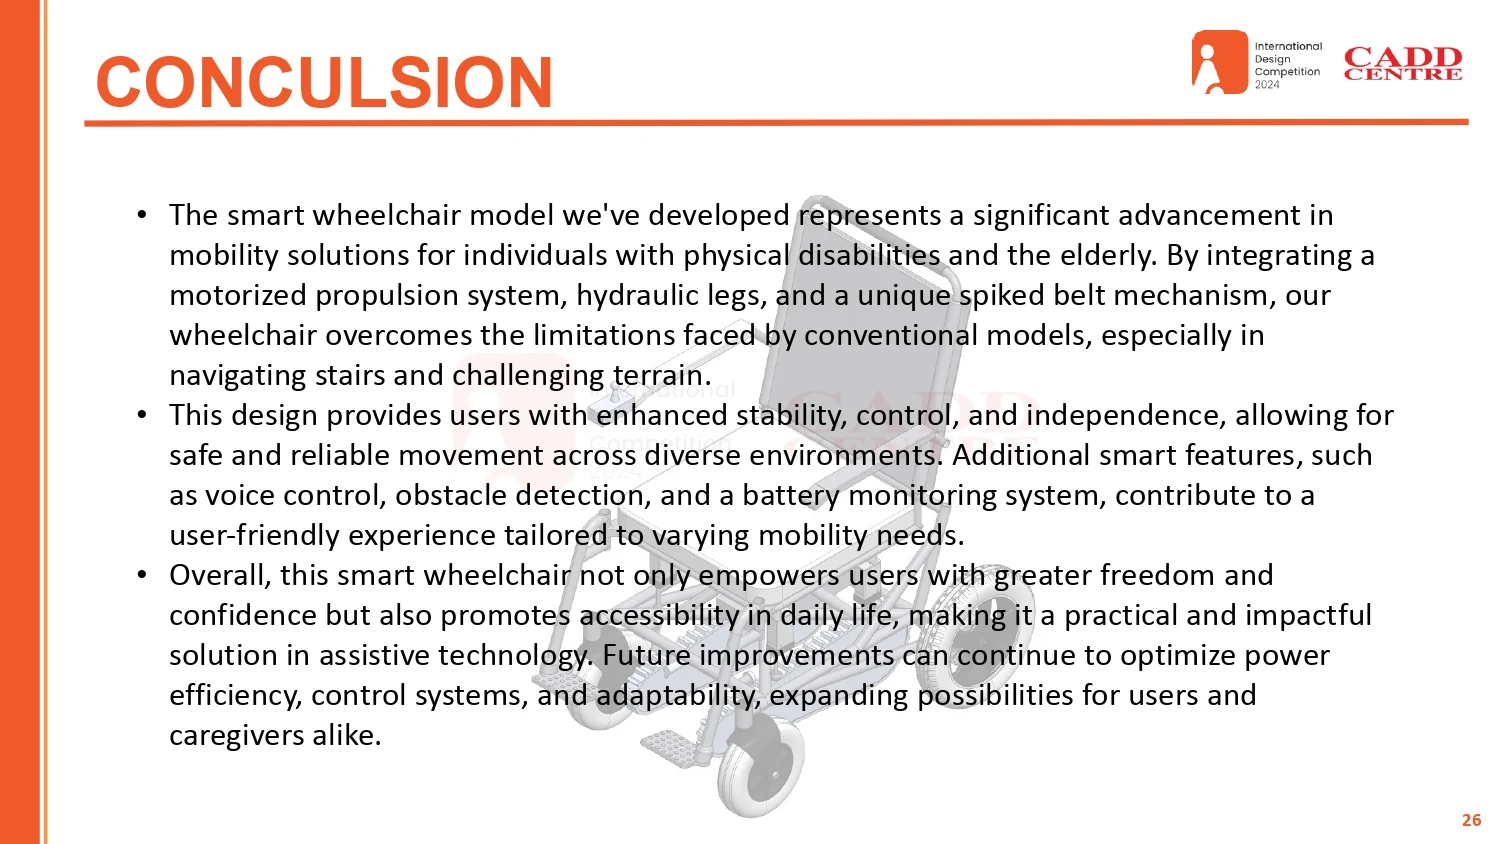 CONCULSION
International
Design
Competition
2024
CADD
CENTRE
• The smart wheelchair model we've developed represents a significant advancement in
mobility solutions for individuals with physical disabilities and the elderly. By integrating a
motorized propulsion system, hydraulic legs, and a unique spiked belt mechanism, our
wheelchair overcomes the limitations faced by conventional models, especially in
navigating stairs and challenging terrain.
• This design provides users with enhanced stability, control, and independence, allowing for
safe and reliable movement across diverse environments. Additional smart features, such
as voice control, obstacle detection, and a battery monitoring system, contribute to a
user-friendly experience tailored to varying mobility needs.
• Overall, this smart wheelchair not only empowers users with greater freedom and
confidence but also promotes accessibility in daily life, making it a practical and impactful
solution in assistive technology. Future improvements can continue to optimize power
efficiency, control systems, and adaptability, expanding possibilities for users and
caregivers alike.
International
Competition
2024
CADD
CENTRE
26